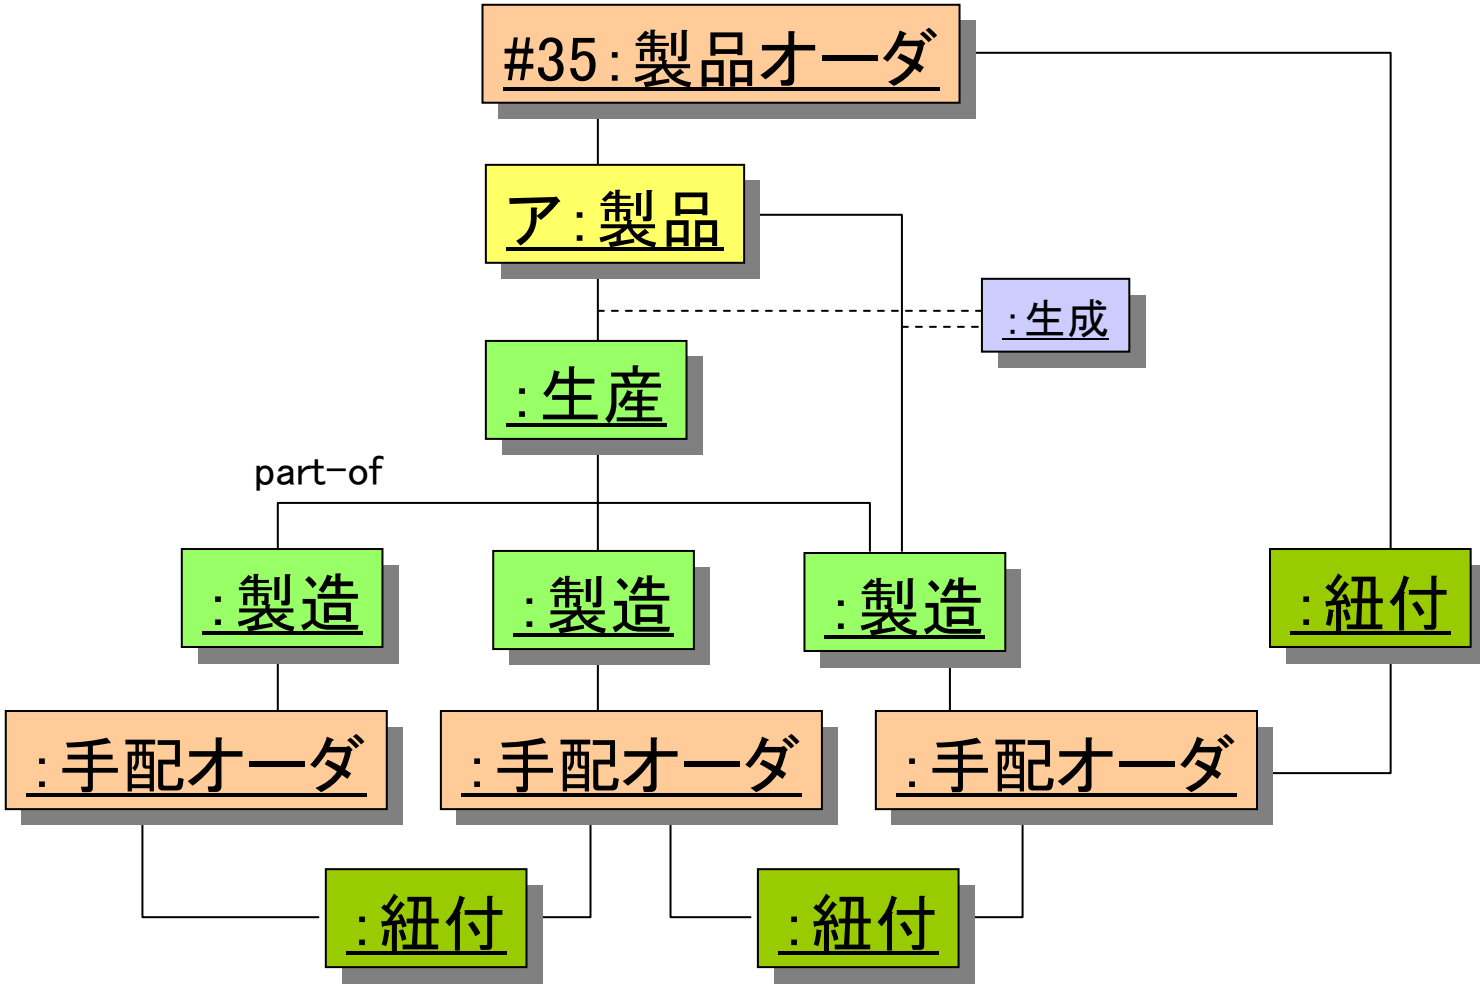 #35:製品オーダ
ア:製品
:生成
:生産
part-of
:製造
:製造
:製造
:紐付
:手配オーダ
:手配オーダ
:手配オーダ
:紐付
:紐付